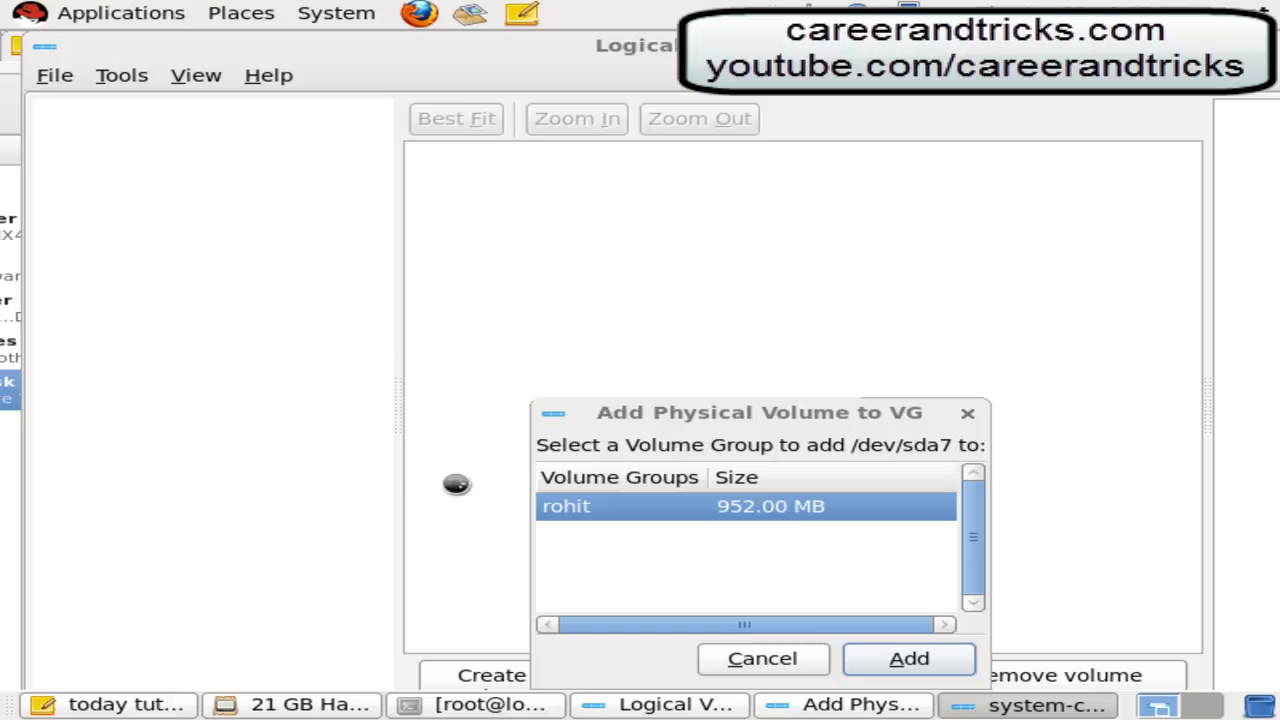 Applications Places System
careerandtricks.com
youtube.com/careerandtricks
Logical
File Tools View Help
Best Fit Zoom In Zoom Out
Add Physical Volume to VG
Select a Volume Group to add /dev/sda7 to:
Volume Groups Size
rohit 952.00 MB
Cancel Add
Create
emove volume
today tut... 21 GB Ha... [root@lo... Logical V... Add Phys... system-c...